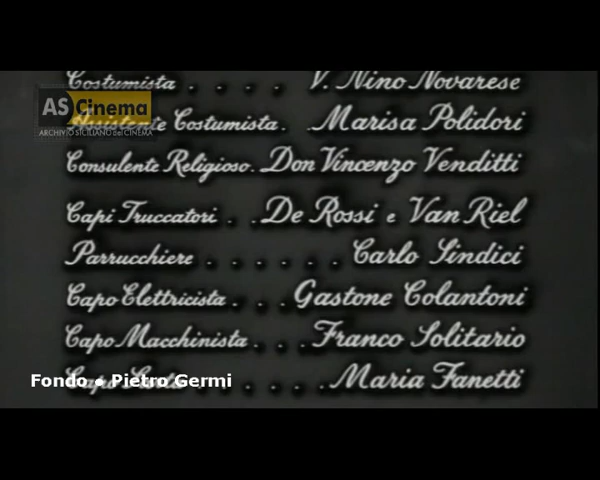 Costumista . . . . V. Nino Novarese
AS Cinema
Assistente Costumista. Marisa Polidori
ARCHIVIO SICILIANO del CINEMA
Consulente Religioso. Don Vincenzo Venditti
Capi Truccatori . . De Rossi e Van Riel
Parrucchiere . . . . . . Carlo Sindici
Capo Elettricista . . . Gastone Colantoni
Capo Macchinista . . . Franco Solitario
Capo . . . . . Maria Fanetti
Fondo • Pietro Germi